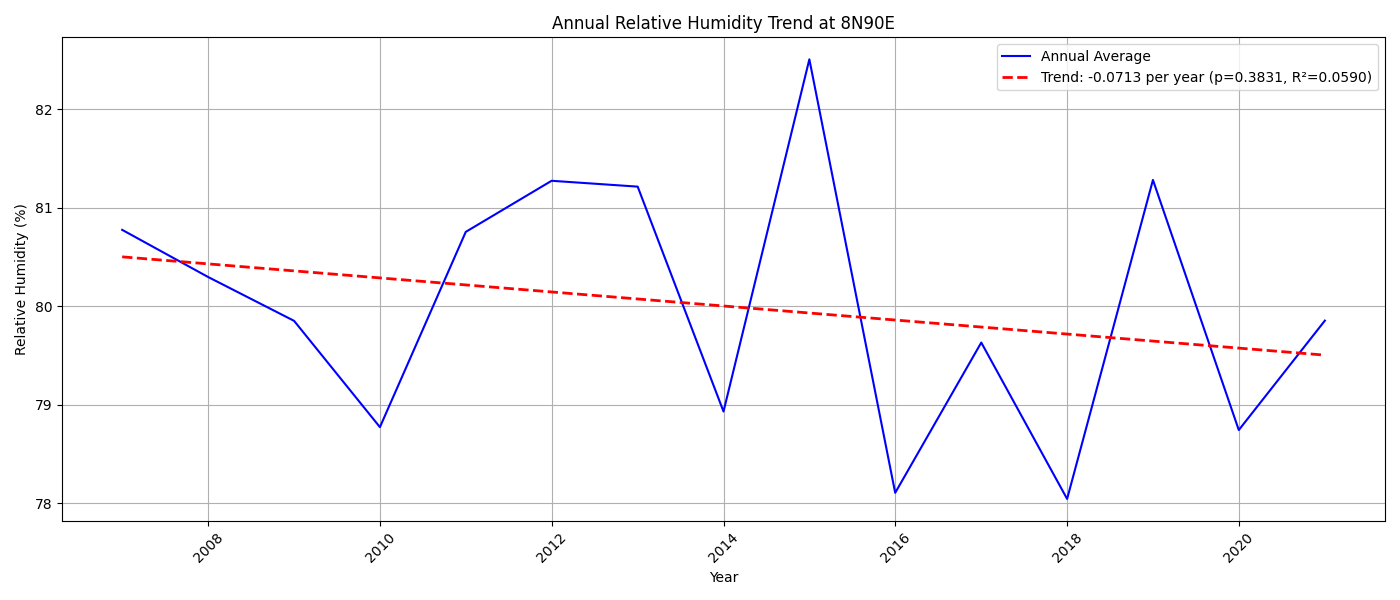 Annual Relative Humidity Trend at 8N90E
Annual Average
Trend: -0.0713 per year (p=0.3831, R²=0.0590)
Relative Humidity (%)
82
81
80
79
78
2008
2010
2012
2014
2016
2018
2020
Year